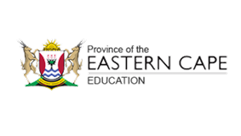 Province of the
EASTERN CAPE
EDUCATION